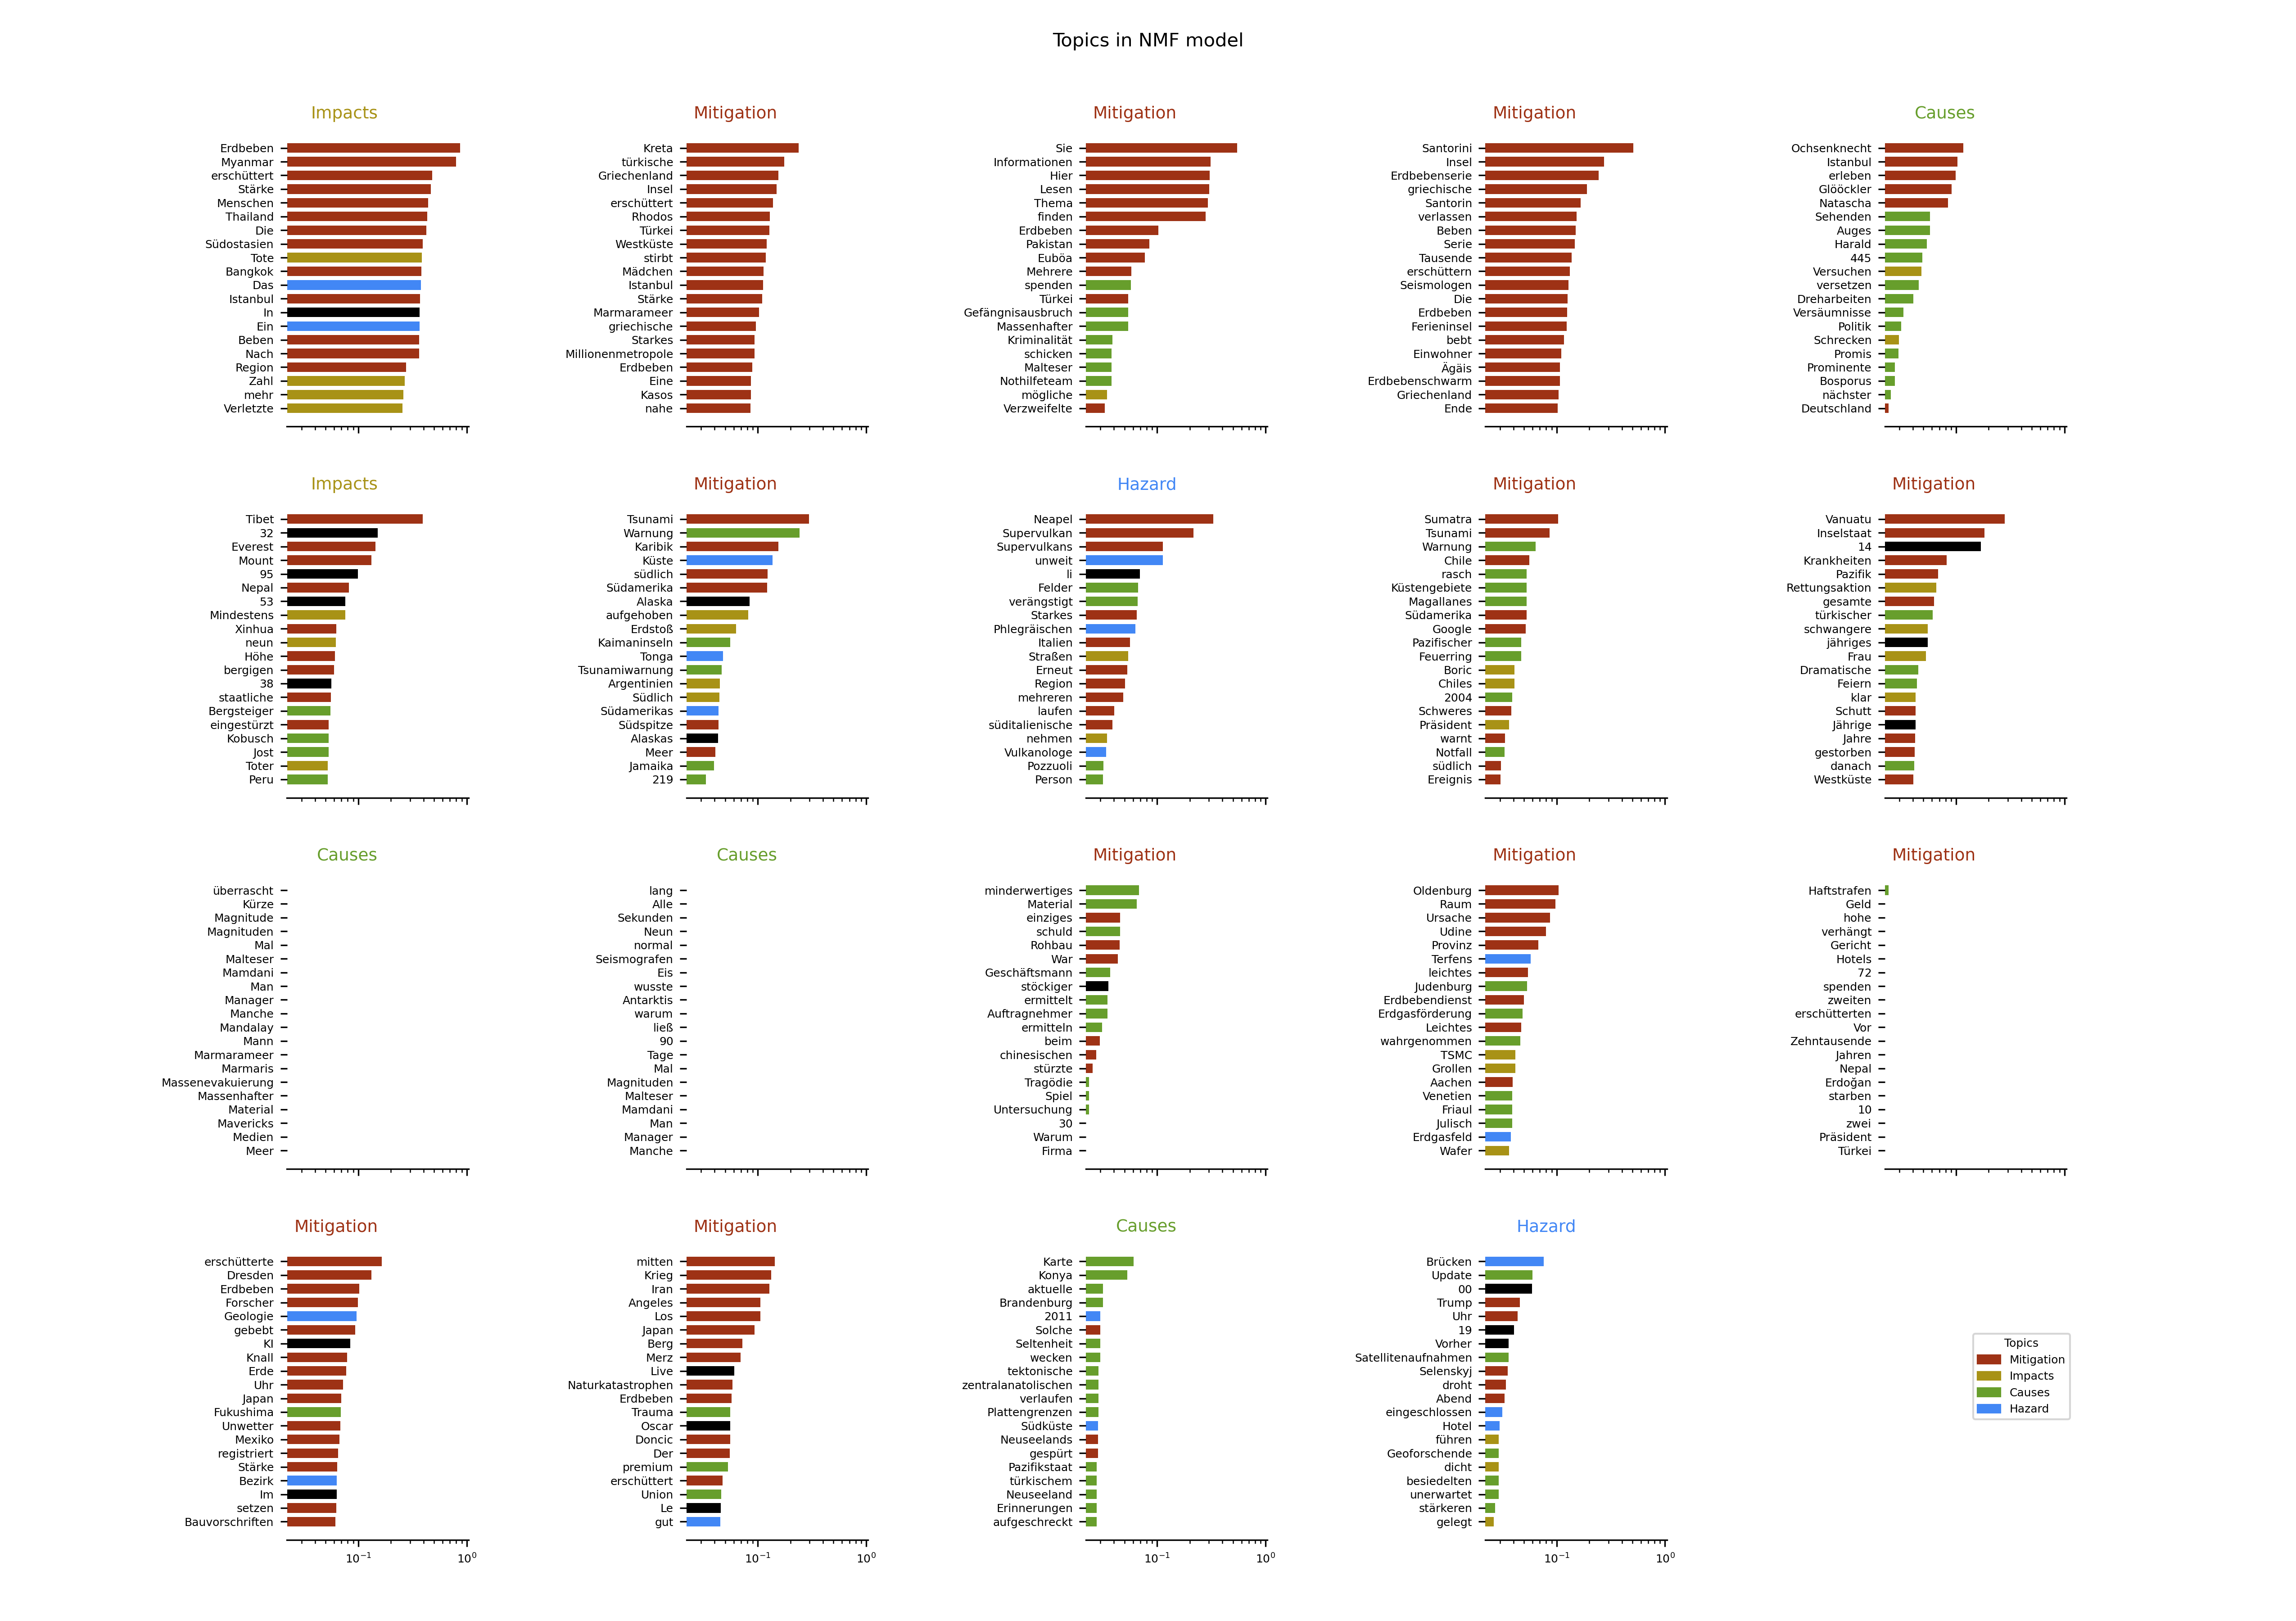 Topics in NMF model
Impacts
Erdbeben
Myanmar
erschüttert
Stärke
Menschen
Thailand
Die
Südostasien
Tote
Bangkok
Das
Istanbul
In
Ein
Beben
Nach
Region
Zahl
mehr
Verletzte
Mitigation
Kreta
türkische
Griechenland
Insel
erschüttert
Rhodos
Türkei
Westküste
stirbt
Mädchen
Istanbul
Stärke
Marmarameer
griechische
Starkes
Millionenmetropole
Erdbeben
Eine
Kasos
nahe
Mitigation
Sie
Informationen
Hier
Lesen
Thema
finden
Erdbeben
Pakistan
Euböa
Mehrere
spenden
Türkei
Gefängnisausbruch
Massenhafter
Kriminalität
schicken
Malteser
Nothilfeteam
mögliche
Verzweifelte
Mitigation
Santorini
Insel
Erdbebenserie
griechische
Santorin
verlassen
Beben
Serie
Tausende
erschüttern
Seismologen
Die
Erdbeben
Ferieninsel
bebt
Einwohner
Ägäis
Erdbebenschwarm
Griechenland
Ende
Causes
Ochsenknecht
Istanbul
erleben
Glööckler
Natascha
Sehenden
Auges
Harald
445
Versuchen
versetzen
Dreharbeiten
Versäumnisse
Politik
Schrecken
Promis
Prominente
Bosporus
nächster
Deutschland
Impacts
Tibet
32
Everest
Mount
95
Nepal
53
Mindestens
Xinhua
neun
Höhe
bergigen
38
staatliche
Bergsteiger
eingestürzt
Kobusch
Jost
Toter
Peru
Mitigation
Tsunami
Warnung
Karibik
Küste
südlich
Südamerika
Alaska
aufgehoben
Erdstoß
Kaimaninseln
Tonga
Tsunamiwarnung
Argentinien
Südlich
Südamerikas
Südspitze
Alaskas
Meer
Jamaika
219
Hazard
Neapel
Supervulkan
Supervulkans
unweit
li
Felder
verängstigt
Starkes
Phlegräischen
Italien
Straßen
Erneut
Region
mehreren
laufen
süditalienische
nehmen
Vulkanologe
Pozzuoli
Person
Mitigation
Sumatra
Tsunami
Warnung
Chile
rasch
Küstengebiete
Magallanes
Südamerika
Google
Pazifischer
Feuerring
Boric
Chiles
2004
Schweres
Präsident
warnt
Notfall
südlich
Ereignis
Mitigation
Vanuatu
Inselstaat
14
Krankheiten
Pazifik
Rettungsaktion
gesamte
türkischer
schwangere
jähriges
Frau
Dramatische
Feiern
klar
Schutt
Jährige
Jahre
gestorben
danach
Westküste
Causes
überrascht
Kürze
Magnitude
Magnituden
Mal
Malteser
Mamdani
Man
Manager
Manche
Mandalay
Mann
Marmarameer
Marmaris
Massenevakuierung
Massenhafter
Material
Mavericks
Medien
Meer
Causes
lang
Alle
Sekunden
Neun
normal
Seismografen
Eis
wusste
Antarktis
warum
ließ
90
Tage
Mal
Magnituden
Malteser
Mamdani
Man
Manager
Manche
Mitigation
minderwertiges
Material
einziges
schuld
Rohbau
War
Geschäftsmann
stöckiger
ermittelt
Auftragnehmer
ermitteln
beim
chinesischen
stürzte
Tragödie
Spiel
Untersuchung
30
Warum
Firma
Mitigation
Oldenburg
Raum
Ursache
Udine
Provinz
Terfens
leichtes
Judenburg
Erdbebendienst
Erdgasförderung
Leichtes
wahrgenommen
TSMC
Grollen
Aachen
Venetien
Friaul
Julisch
Erdgasfeld
Wafer
Mitigation
Haftstrafen
Geld
hohe
verhängt
Gericht
Hotels
72
spenden
zweiten
erschütterten
Vor
Zehntausende
Jahren
Nepal
Erdoğan
starben
10
zwei
Präsident
Türkei
Mitigation
erschütterte
Dresden
Erdbeben
Forscher
Geologie
gebebt
KI
Knall
Erde
Uhr
Japan
Fukushima
Unwetter
Mexiko
registriert
Stärke
Bezirk
Im
setzen
Bauvorschriften
10⁻¹ 10⁰
Mitigation
mitten
Krieg
Iran
Angeles
Los
Japan
Berg
Merz
Live
Naturkatastrophen
Erdbeben
Trauma
Oscar
Doncic
Der
premium
erschüttert
Union
Le
gut
10⁻¹ 10⁰
Causes
Karte
Konya
aktuelle
Brandenburg
2011
Solche
Seltenheit
wecken
tektonische
zentralanatolischen
verlaufen
Plattengrenzen
Südküste
Neuseelands
gespürt
Pazifikstaat
türkischem
Neuseeland
Erinnerungen
aufgeschreckt
10⁻¹ 10⁰
Hazard
Brücken
Update
00
Trump
Uhr
19
Vorher
Satellitenaufnahmen
Selenskyj
droht
Abend
eingeschlossen
Hotel
führen
Geoforschende
dicht
besiedelten
unerwartet
stärkeren
gelegt
10⁻¹ 10⁰
Topics
Mitigation
Impacts
Causes
Hazard